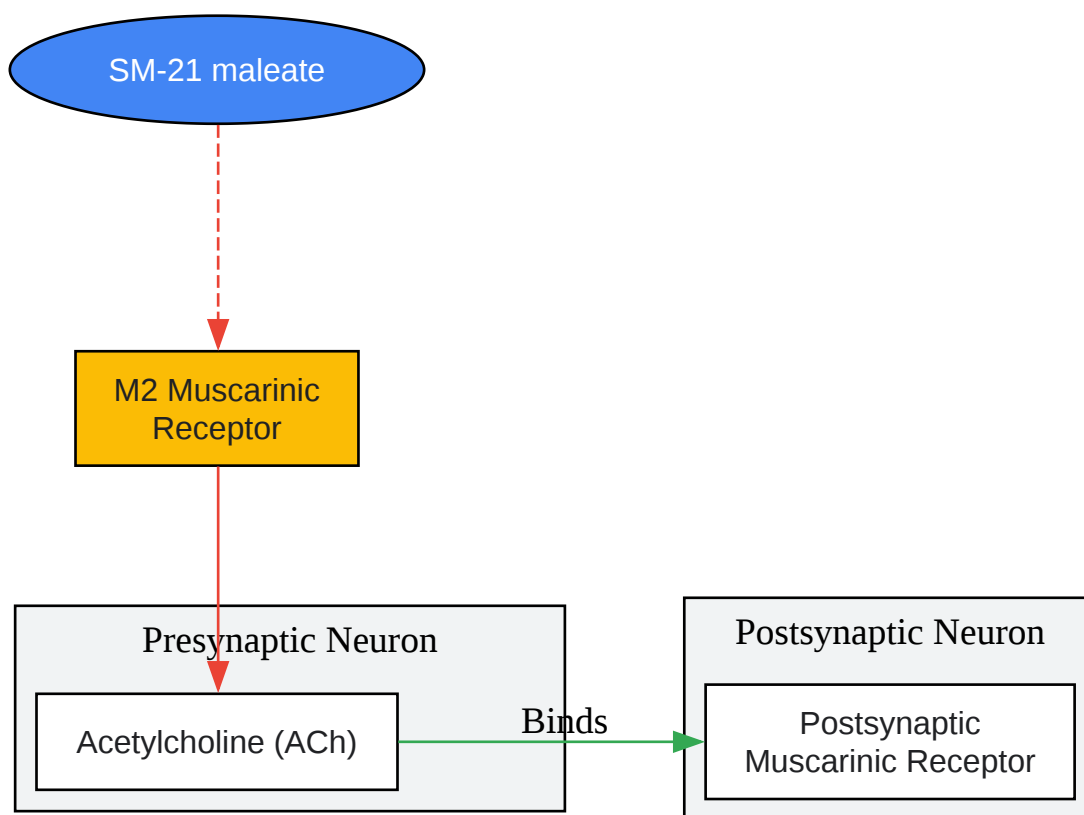 SM-21 maleate
M2 Muscarinic
Receptor
Presynaptic Neuron
Acetylcholine (ACh)
Binds
Postsynaptic Neuron
Postsynaptic
Muscarinic Receptor